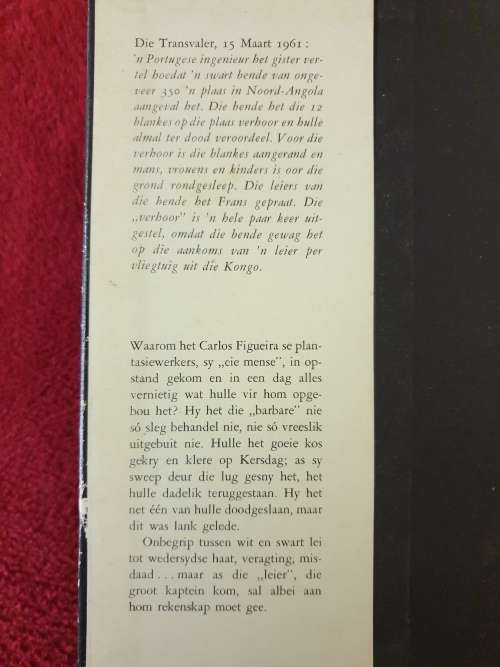 Die Transvaler, 15 Maart 1961 :
'n Portugese ingenieur het gister ver-
tel hoedat 'n swart bende van onge-
veer 350 'n plaas in Noord-Angola
aangeval het. Die bende het die 12
blankes op die plaas verhoor en hulle
almal ter dood veroordeel. Voor die
verhoor is die blankes aangerand en
mans, vrouens en kinders is oor die
grond rondgesleep. Die leiers van
die bende het Frans gepraat. Die
„verhoor” is 'n hele paar keer uit-
gestel, omdat die bende gewag het
op die aankoms van 'n leier per
vliegtuig uit die Kongo.
Waarom het Carlos Figueira se plan-
tasiewerkers, sy „eie mense”, in op-
stand gekom en in een dag alles
vernietig wat hulle vir hom opge-
bou het? Hy het die „barbare” nie
só sleg behandel nie, nie só vreeslik
uitgebuit nie. Hulle het goeie kos
gekry en klere op Kersdag; as sy
sweep deur die lug gesny het, het
hulle dadelik teruggestaan. Hy het
net één van hulle doodgeslaan, maar
dit was lank gelede.
Onbegrip tussen wit en swart lei
tot wedersydse haat, veragting, mis-
daad . . . maar as die „leier”, die
groot kaptein kom, sal albei aan
hom rekenskap moet gee.